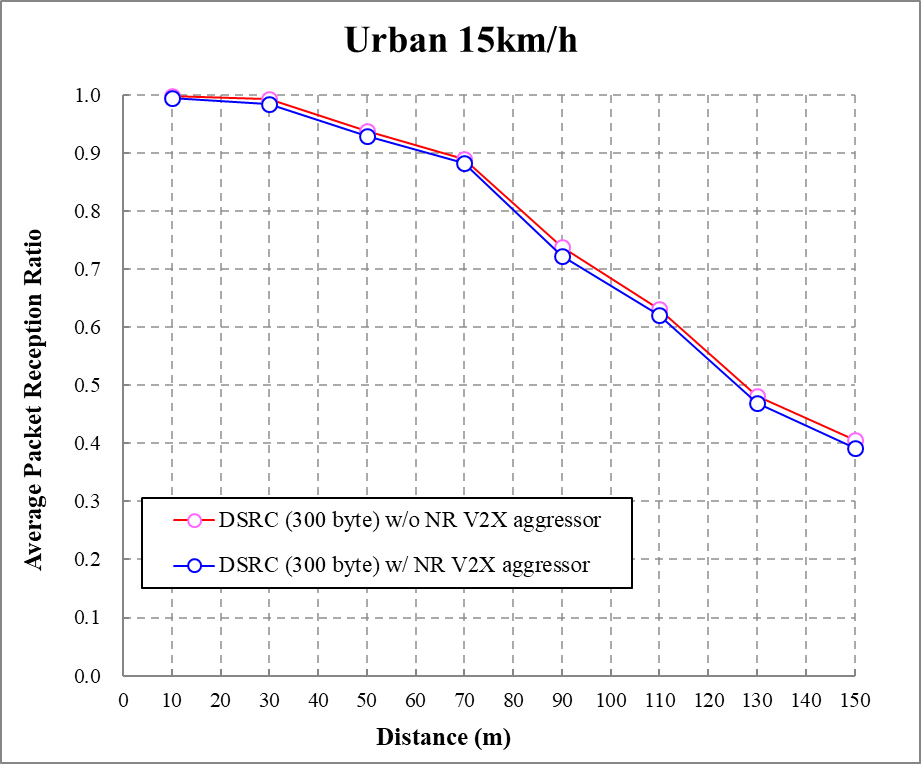 Urban 15km/h
1.0
0.9
0.8
0.7
0.6
0.5
0.4
0.3
0.2
0.1
0.0
Average Packet Reception Ratio
DSRC (300 byte) w/o NR V2X aggressor
DSRC (300 byte) w/ NR V2X aggressor
0 10 20 30 40 50 60 70 80 90 100 110 120 130 140 150
Distance (m)